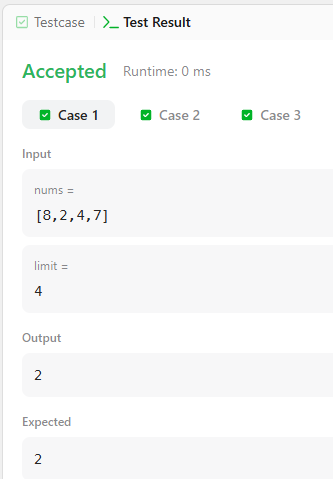 Testcase Test Result
Accepted Runtime: 0 ms
Case 1 Case 2 Case 3
Input
nums =
[8,2,4,7]
limit =
4
Output
2
Expected
2